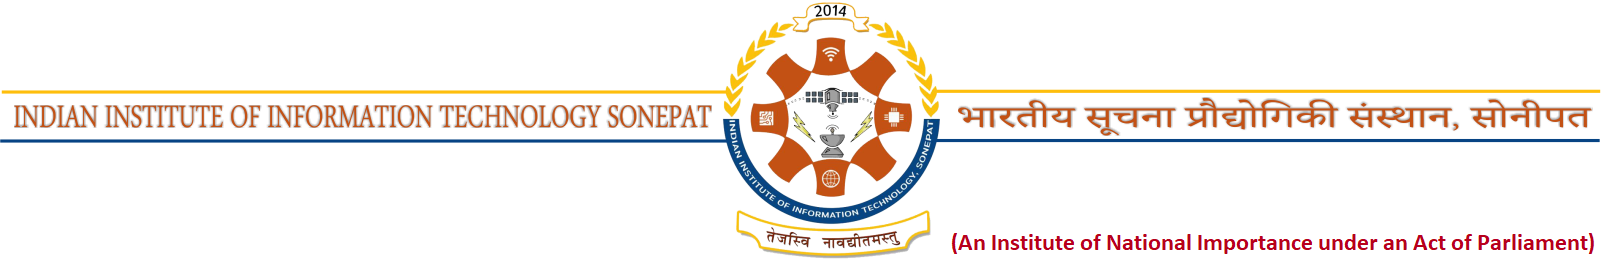 2014
INDIAN INSTITUTE OF INFORMATION TECHNOLOGY SONEPAT
भारतीय सूचना प्रौद्योगिकी संस्थान, सोनीपत
INDIAN INSTITUTE OF INFORMATION TECHNOLOGY, SONEPAT
तेजस्वि नावधीतमस्तु
(An Institute of National Importance under an Act of Parliament)